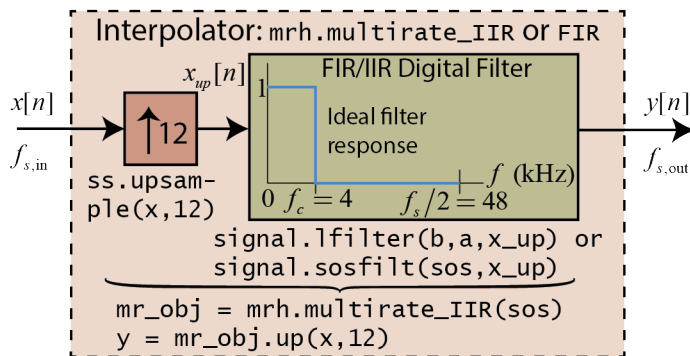 Interpolator: mrh.multirate_IIR or FIR
x_up[n]
FIR/IIR Digital Filter
x[n]
y[n]
1
Ideal filter
response
↑12
f_s,in
f_s,out
f (kHz)
0 f_c = 4 f_s/2 = 48
ss.upsam-
ple(x,12)
signal.lfilter(b,a,x_up) or
signal.sosfilt(sos,x_up)
mr_obj = mrh.multirate_IIR(sos)
y = mr_obj.up(x,12)